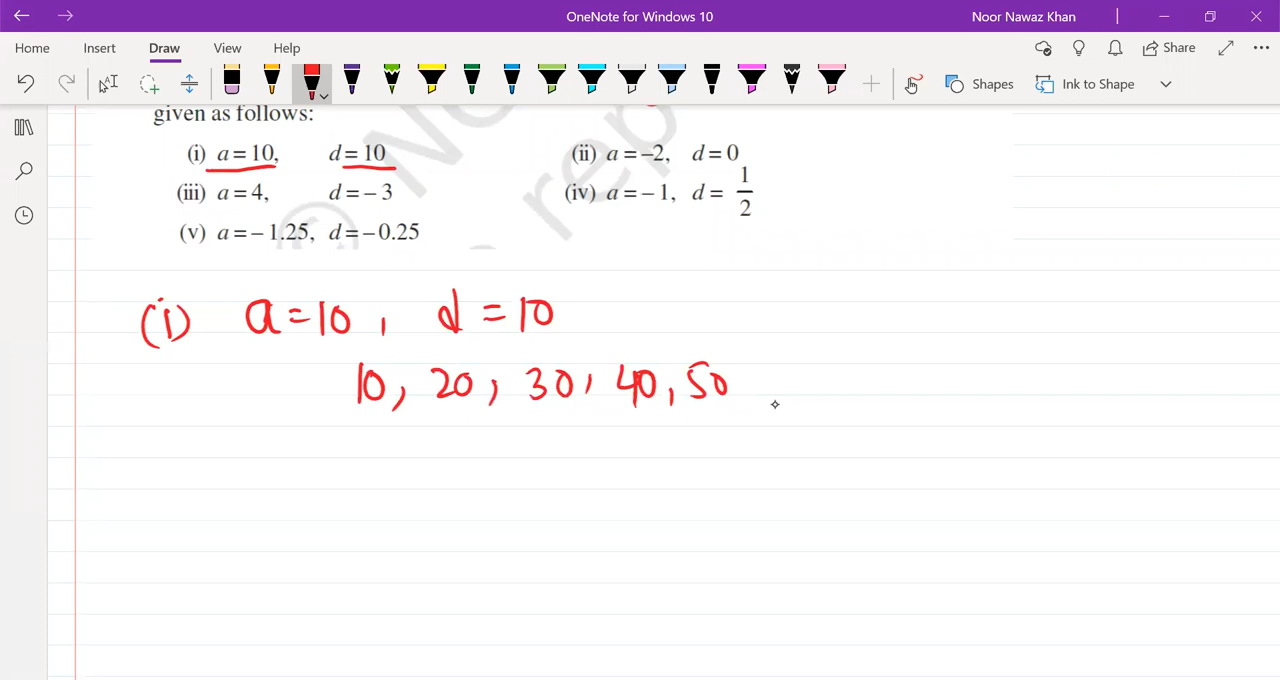 OneNote for Windows 10
Noor Nawaz Khan
Home Insert Draw View Help
Share
Shapes Ink to Shape
given as follows:
(i) a = 10, d = 10 (ii) a = –2, d = 0
(iii) a = 4, d = – 3 (iv) a = – 1, d = 1/2
(v) a = – 1.25, d = –0.25
(i) a = 10, d = 10
10, 20, 30, 40, 50